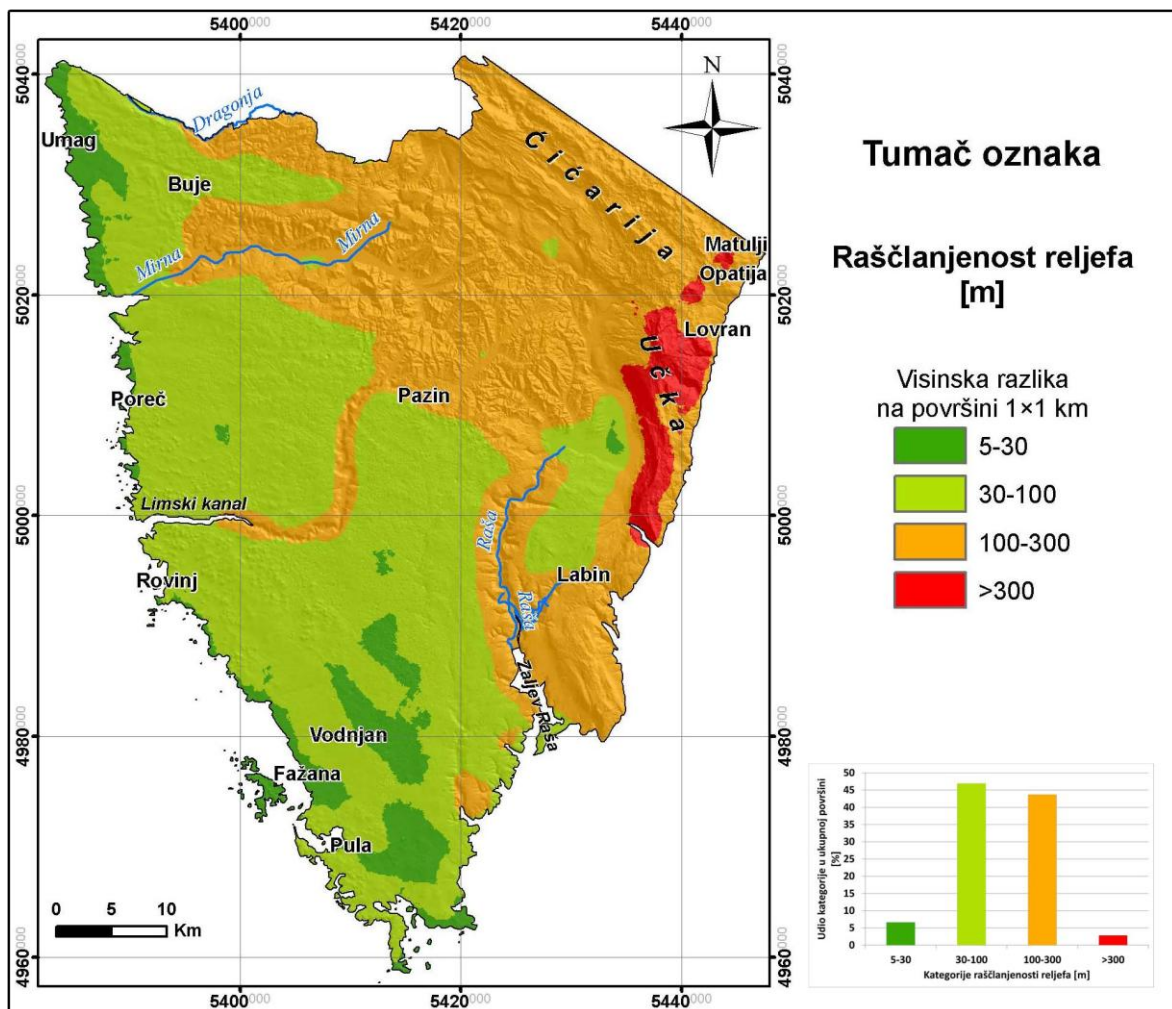 5400000
5420000
5440000
5040000
5040000
N
Dragonja
Umag
Ćićarija
Buje
Mirna
Mirna
Matulji
Opatija
5020000
5020000
Lovran
Učka
Poreč
Pazin
Limski kanal
5000000
5000000
Raša
Rovinj
Labin
Raša
Zaljev Raša
4980000
4980000
Vodnjan
Fažana
Pula
0 5 10
Km
4960000
4960000
5400000
5420000
5440000
Tumač oznaka
Raščlanjenost reljefa
[m]
Visinska razlika
na površini 1×1 km
5-30
30-100
100-300
>300
Udio kategorije u ukupnoj površini
[%]
50
45
40
35
30
25
20
15
10
5
0
5-30 30-100 100-300 >300
Kategorije raščlanjenosti reljefa [m]